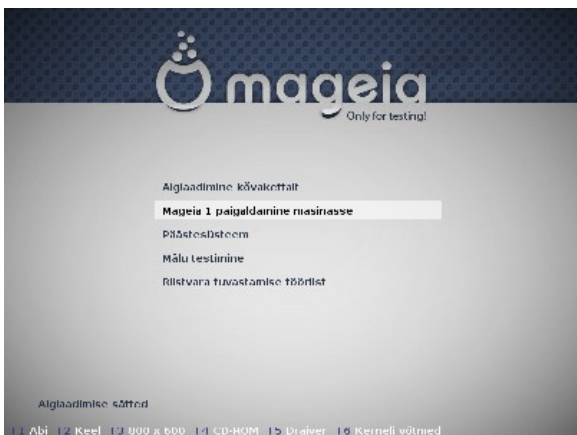 mageia
Only for testing!
Alglaadimine kõvakettalt
Mageia 1 paigaldamine masinasse
Päästesüsteem
Mälu testimine
Riistvara tuvastamise tööriist
Alglaadimise sätted
F1 Abi F2 Keel F3 800 x 600 F4 CD-ROM F5 Draiver F6 Kerneli võtmed